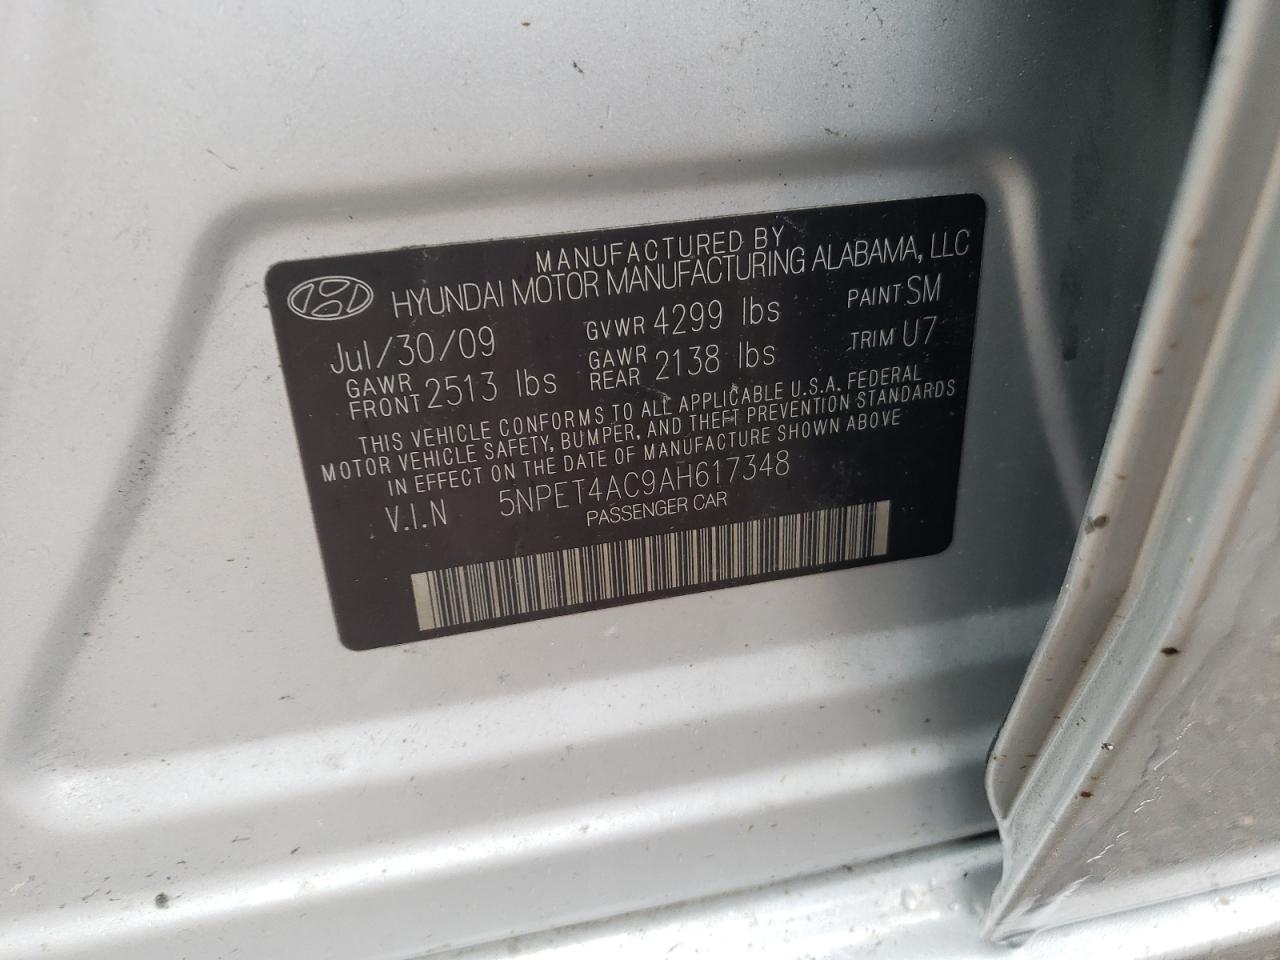 MANUFACTURED BY
HYUNDAI MOTOR MANUFACTURING ALABAMA, LLC
Jul/30/09 GVWR 4299 lbs PAINT SM
GAWR FRONT 2513 lbs GAWR REAR 2138 lbs TRIM U7
THIS VEHICLE CONFORMS TO ALL APPLICABLE U.S.A. FEDERAL
MOTOR VEHICLE SAFETY, BUMPER, AND THEFT PREVENTION STANDARDS
IN EFFECT ON THE DATE OF MANUFACTURE SHOWN ABOVE
V.I.N 5NPET4AC9AH617348
PASSENGER CAR